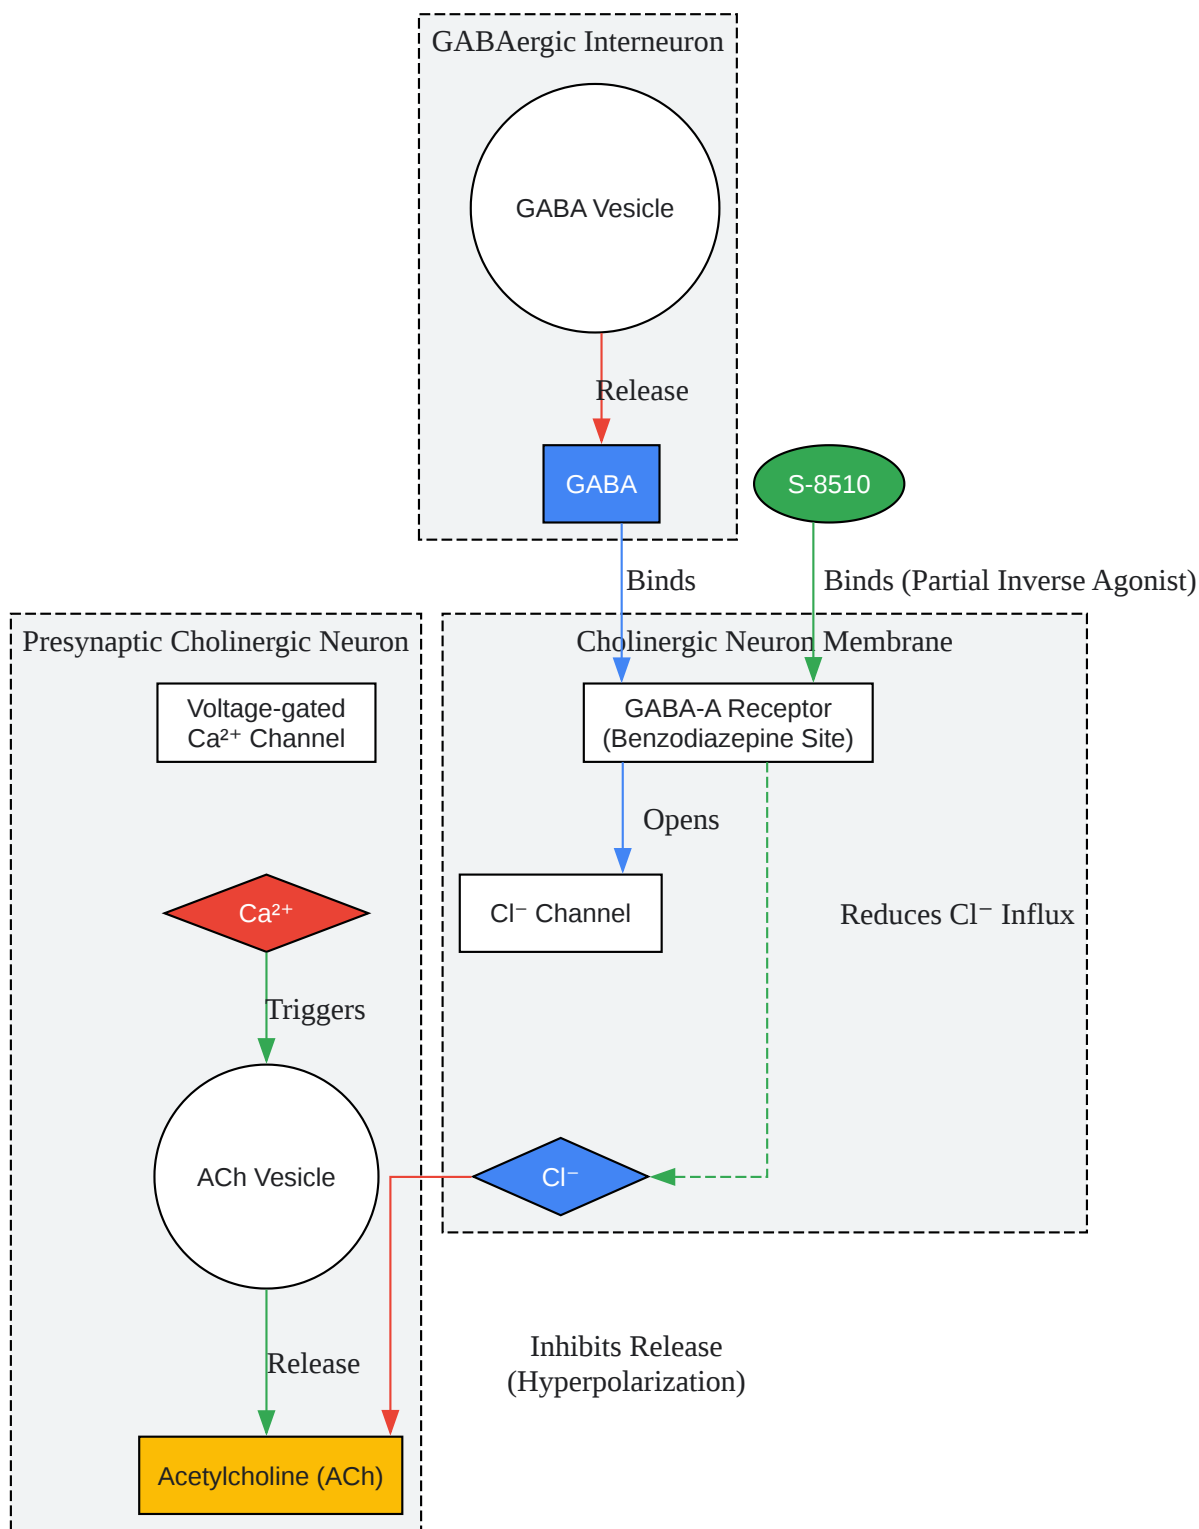 GABAergic Interneuron
GABA Vesicle
Release
GABA
S-8510
Binds
Binds (Partial Inverse Agonist)
Presynaptic Cholinergic Neuron
Cholinergic Neuron Membrane
Voltage-gated
Ca²⁺ Channel
GABA-A Receptor
(Benzodiazepine Site)
Opens
Ca²⁺
Cl⁻ Channel
Reduces Cl⁻ Influx
Triggers
ACh Vesicle
Cl⁻
Inhibits Release
(Hyperpolarization)
Release
Acetylcholine (ACh)